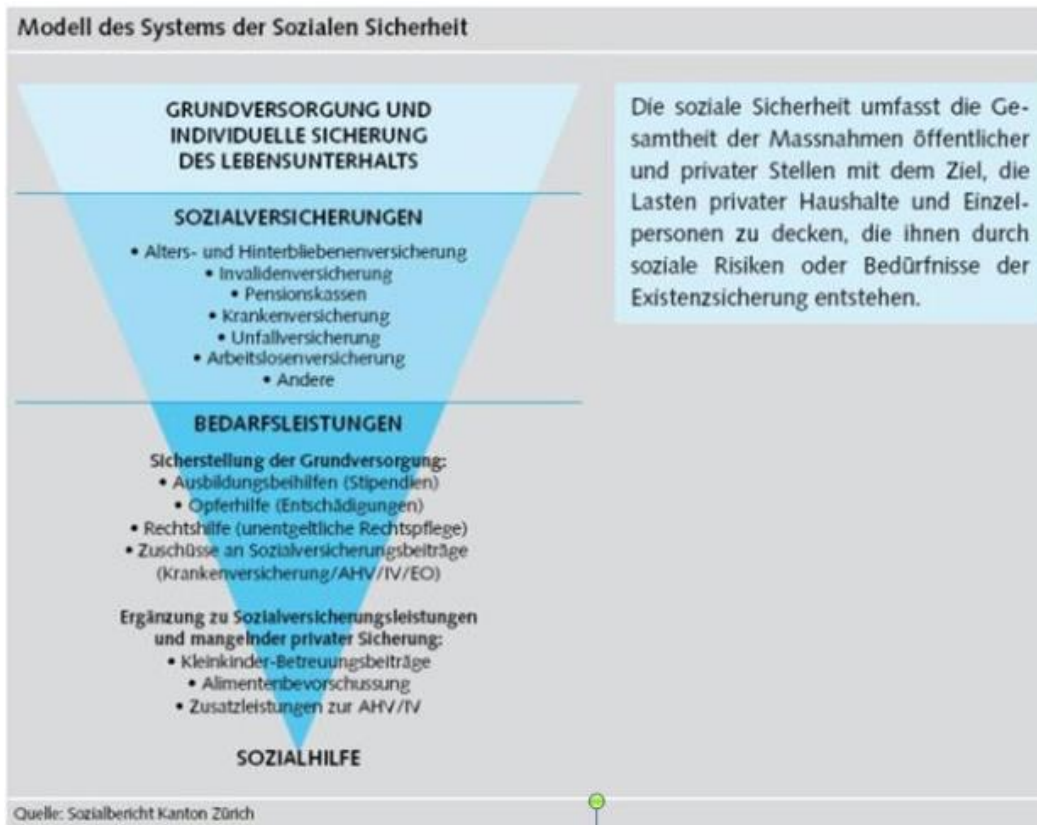 Modell des Systems der Sozialen Sicherheit
GRUNDVERSORGUNG UND
INDIVIDUELLE SICHERUNG
DES LEBENSUNTERHALTS
SOZIALVERSICHERUNGEN
• Alters- und Hinterbliebenenversicherung
• Invalidenversicherung
• Pensionskassen
• Krankenversicherung
• Unfallversicherung
• Arbeitslosenversicherung
• Andere
BEDARFSLEISTUNGEN
Sicherstellung der Grundversorgung:
• Ausbildungsbeihilfen (Stipendien)
• Opferhilfe (Entschädigungen)
• Rechtshilfe (unentgeltliche Rechtspflege)
• Zuschüsse an Sozialversicherungsbeiträge
(Krankenversicherung/AHV/IV/EO)
Ergänzung zu Sozialversicherungsleistungen
und mangelnder privater Sicherung:
• Kleinkinder-Betreuungsbeiträge
• Alimentenbevorschussung
• Zusatzleistungen zur AHV/IV
SOZIALHILFE
Die soziale Sicherheit umfasst die Ge-
samtheit der Massnahmen öffentlicher
und privater Stellen mit dem Ziel, die
Lasten privater Haushalte und Einzel-
personen zu decken, die ihnen durch
soziale Risiken oder Bedürfnisse der
Existenzsicherung entstehen.
Quelle: Sozialbericht Kanton Zürich